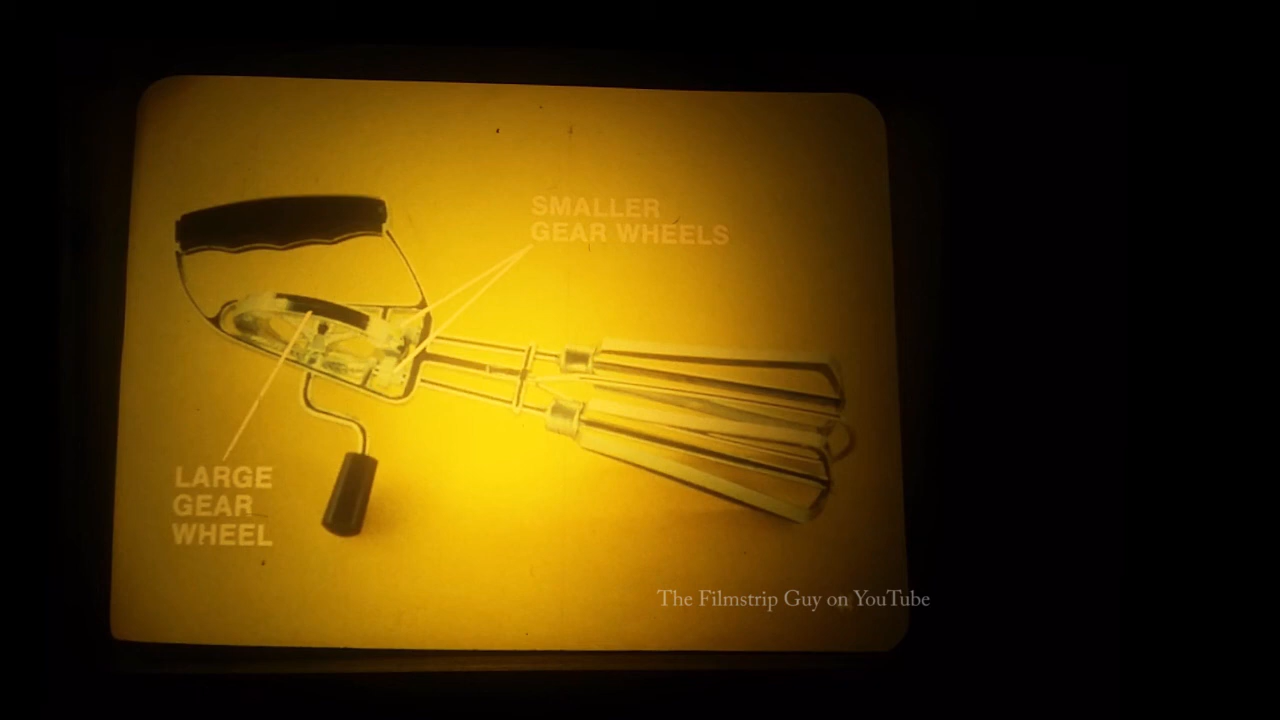 SMALLER
GEAR WHEELS
LARGE
GEAR
WHEEL
The Filmstrip Guy on YouTube